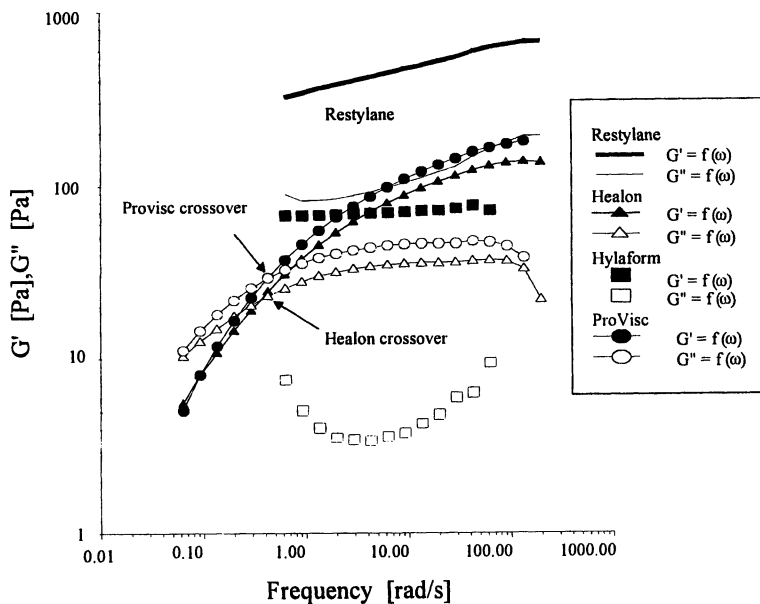 1000
100
10
1
G' [Pa],G" [Pa]
0.01
0.10
1.00
10.00
100.00
1000.00
Frequency [rad/s]
Restylane
Provisc crossover
Healon crossover
Restylane
G' = f (ω)
G" = f (ω)
Healon
G' = f (ω)
G" = f (ω)
Hylaform
G' = f (ω)
G" = f (ω)
ProVisc
G' = f (ω)
G" = f (ω)